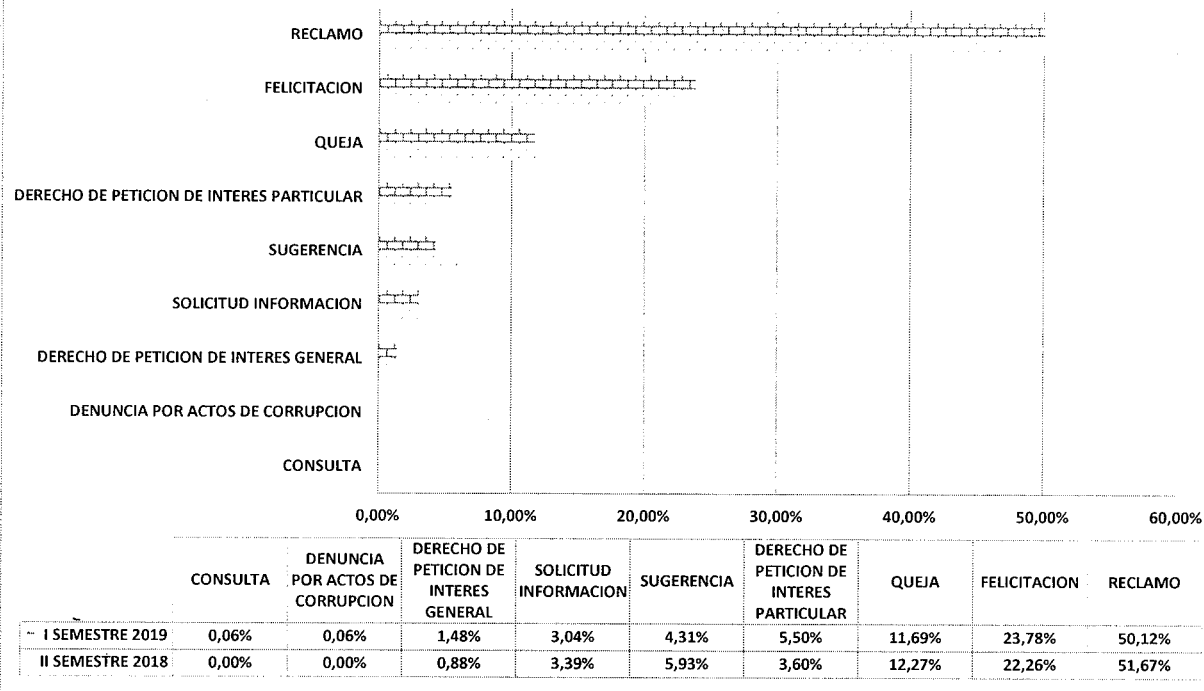 RECLAMO
FELICITACION
QUEJA
DERECHO DE PETICION DE INTERES PARTICULAR
SUGERENCIA
SOLICITUD INFORMACION
DERECHO DE PETICION DE INTERES GENERAL
DENUNCIA POR ACTOS DE CORRUPCION
CONSULTA
0,00% 10,00% 20,00% 30,00% 40,00% 50,00% 60,00%
CONSULTA
DENUNCIA
POR ACTOS DE
CORRUPCION
DERECHO DE
PETICION DE
INTERES
GENERAL
SOLICITUD
INFORMACION
SUGERENCIA
DERECHO DE
PETICION DE
INTERES
PARTICULAR
QUEJA
FELICITACION
RECLAMO
I SEMESTRE 2019 0,06% 0,06% 1,48% 3,04% 4,31% 5,50% 11,69% 23,78% 50,12%
II SEMESTRE 2018 0,00% 0,00% 0,88% 3,39% 5,93% 3,60% 12,27% 22,26% 51,67%